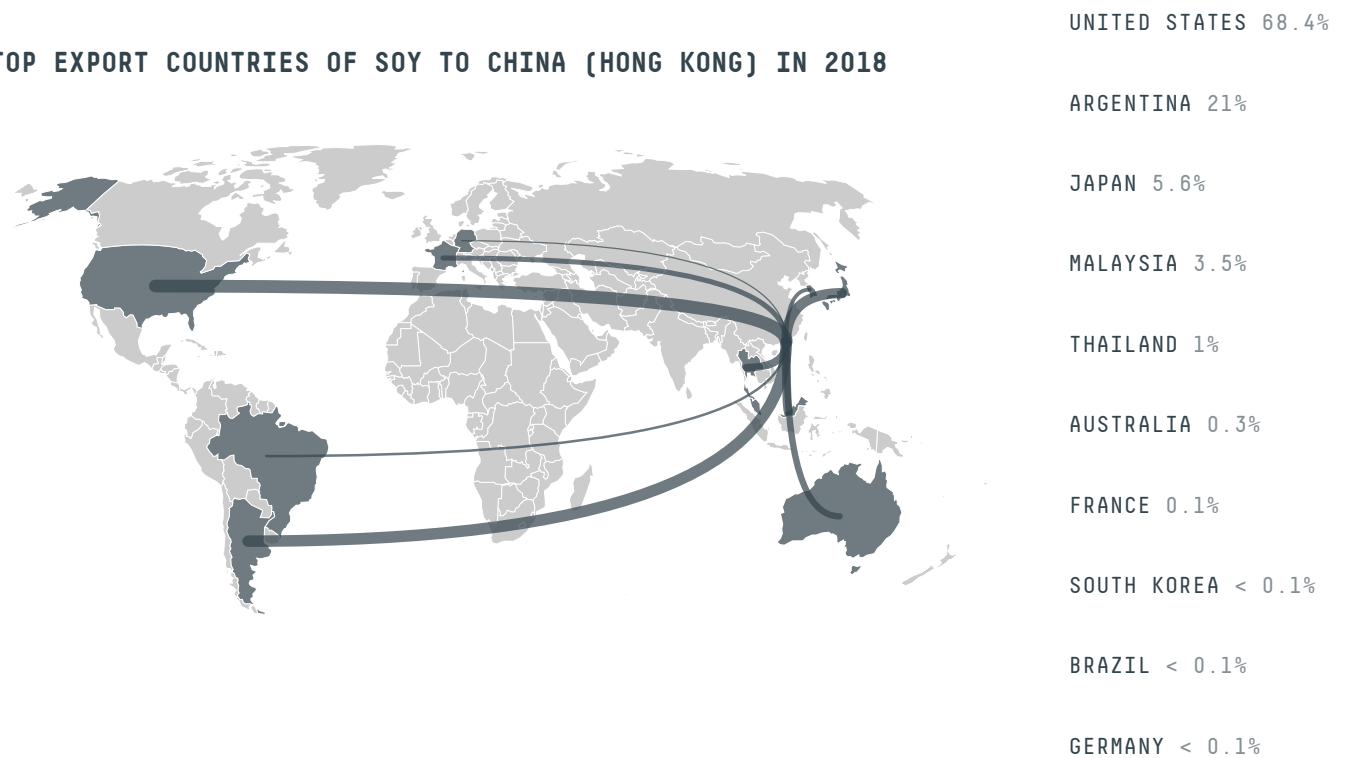 TOP EXPORT COUNTRIES OF SOY TO CHINA (HONG KONG) IN 2018
UNITED STATES 68.4%
ARGENTINA 21%
JAPAN 5.6%
MALAYSIA 3.5%
THAILAND 1%
AUSTRALIA 0.3%
FRANCE 0.1%
SOUTH KOREA < 0.1%
BRAZIL < 0.1%
GERMANY < 0.1%